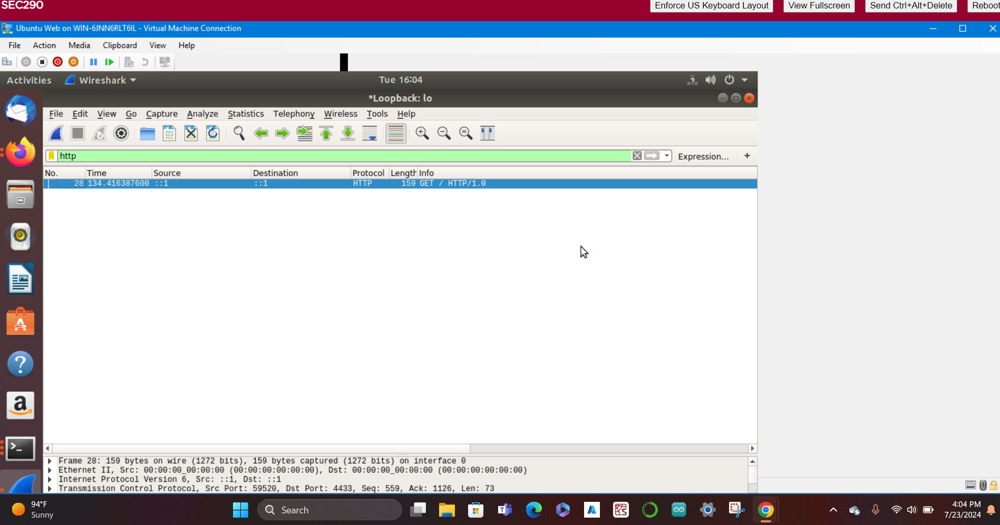 SEC290
Enforce US Keyboard Layout View Fullscreen Send Ctrl+Alt+Delete Reboot
Ubuntu Web on WIN-6JNN6RLT6IL - Virtual Machine Connection
File Action Media Clipboard View Help
Activities Wireshark Tue 16:04
*Loopback: lo
File Edit View Go Capture Analyze Statistics Telephony Wireless Tools Help
http Expression... +
No. Time Source Destination Protocol Length Info
28 134.416387600 ::1 ::1 HTTP 159 GET / HTTP/1.0
Frame 28: 159 bytes on wire (1272 bits), 159 bytes captured (1272 bits) on interface 0
Ethernet II, Src: 00:00:00_00:00:00 (00:00:00:00:00:00), Dst: 00:00:00_00:00:00 (00:00:00:00:00:00)
Internet Protocol Version 6, Src: ::1, Dst: ::1
Transmission Control Protocol, Src Port: 59520, Dst Port: 4433, Seq: 559, Ack: 1126, Len: 73
94°F
Sunny
Search
4:04 PM
7/23/2024